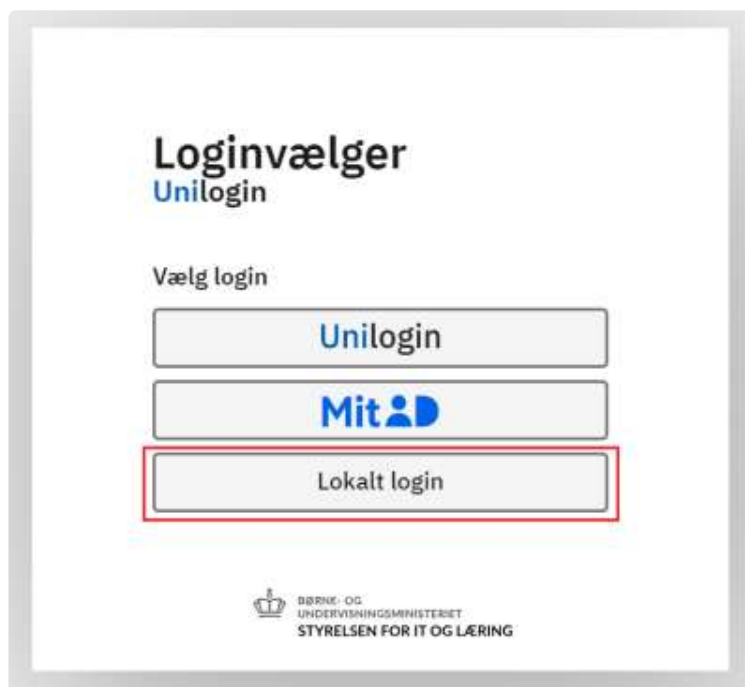 Loginvælger
Unilogin
Vælg login
Unilogin
MitID
Lokalt login
BØRNE- OG
UNDERVISNINGSMINISTERIET
STYRELSEN FOR IT OG LÆRING